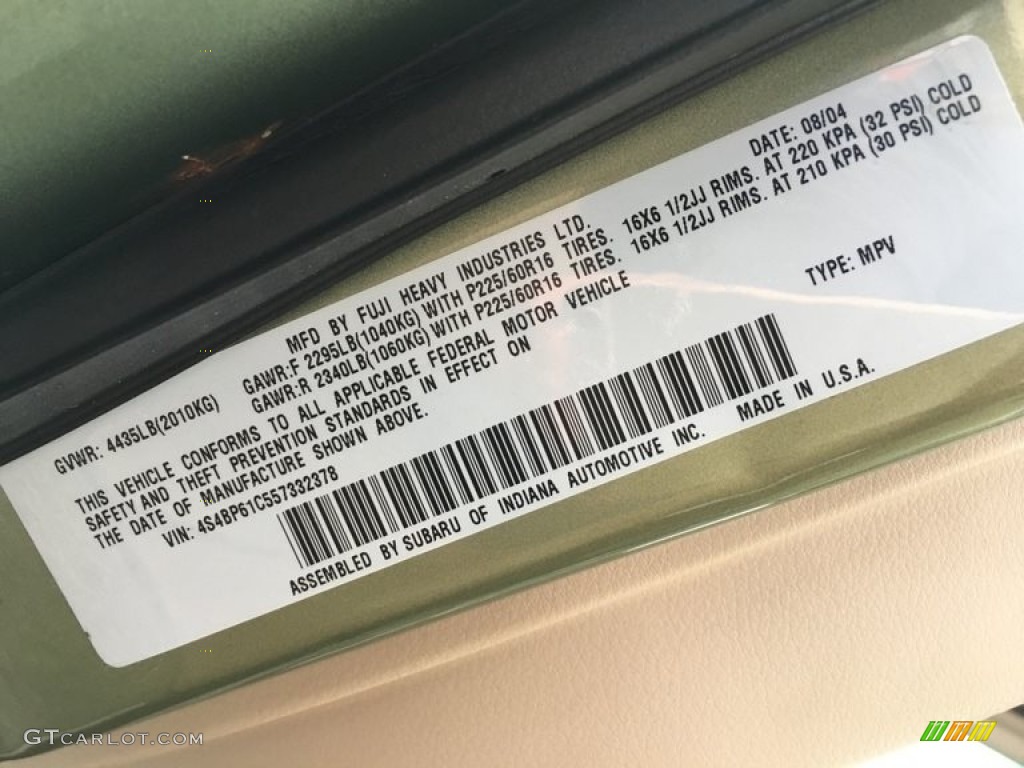 MFD BY FUJI HEAVY INDUSTRIES LTD. DATE: 08/04
GVWR: 4435LB(2010KG) GAWR:F 2295LB(1040KG) WITH P225/60R16 TIRES. 16X6 1/2JJ RIMS. AT 220 KPA (32 PSI) COLD
GAWR:R 2340LB(1060KG) WITH P225/60R16 TIRES. 16X6 1/2JJ RIMS. AT 210 KPA (30 PSI) COLD
THIS VEHICLE CONFORMS TO ALL APPLICABLE FEDERAL MOTOR VEHICLE
SAFETY AND THEFT PREVENTION STANDARDS IN EFFECT ON
THE DATE OF MANUFACTURE SHOWN ABOVE.
TYPE: MPV
VIN: 4S4BP61C557332378
ASSEMBLED BY SUBARU OF INDIANA AUTOMOTIVE INC. MADE IN U.S.A.
GTCARLOT.COM